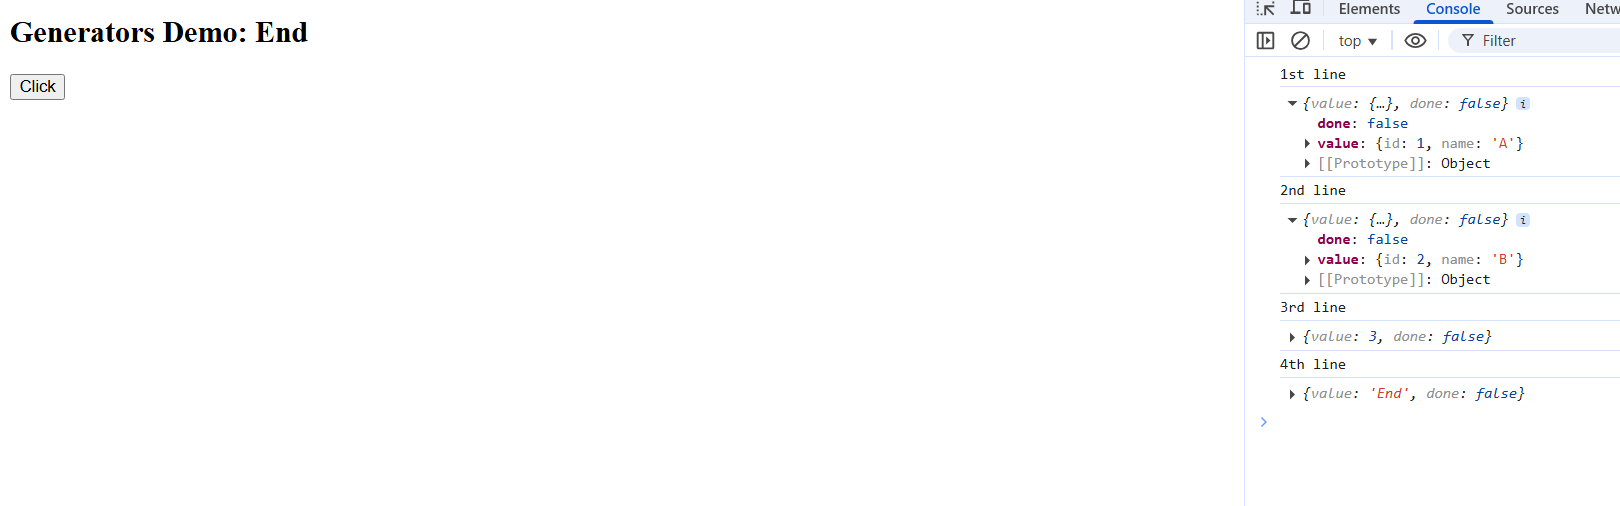 Generators Demo: End
Click
Elements Console Sources Netw
top Filter
1st line
{value: {…}, done: false} i
done: false
value: {id: 1, name: 'A'}
[[Prototype]]: Object
2nd line
{value: {…}, done: false} i
done: false
value: {id: 2, name: 'B'}
[[Prototype]]: Object
3rd line
{value: 3, done: false}
4th line
{value: 'End', done: false}